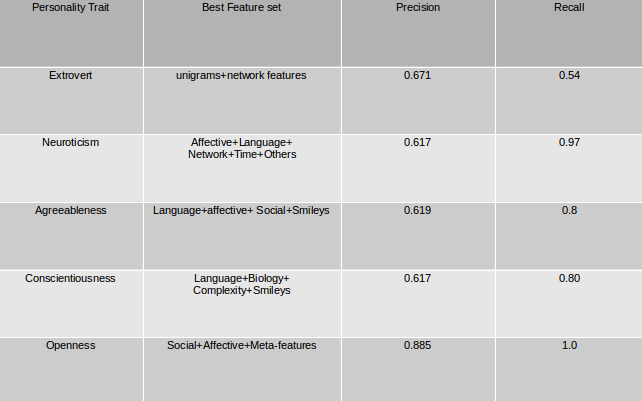 Personality Trait Best Feature set Precision Recall
Extrovert unigrams+network features 0.671 0.54
Neuroticism Affective+Language+ 0.617 0.97
Network+Time+Others
Agreeableness Language+affective+ Social+Smileys 0.619 0.8
Conscientiousness Language+Biology+ 0.617 0.80
Complexity+Smileys
Openness Social+Affective+Meta-features 0.885 1.0